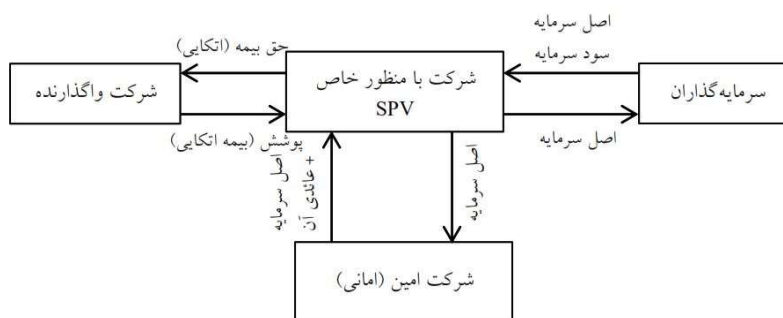 اصل سرمایه
سود سرمایه
حق بیمه (اتکایی)
سرمایه‌گذاران
شرکت با منظور خاص
SPV
شرکت واگذارنده
اصل سرمایه
پوشش (بیمه اتکایی)
اصل سرمایه
+ عائدی آن
اصل سرمایه
شرکت امین (امانی)